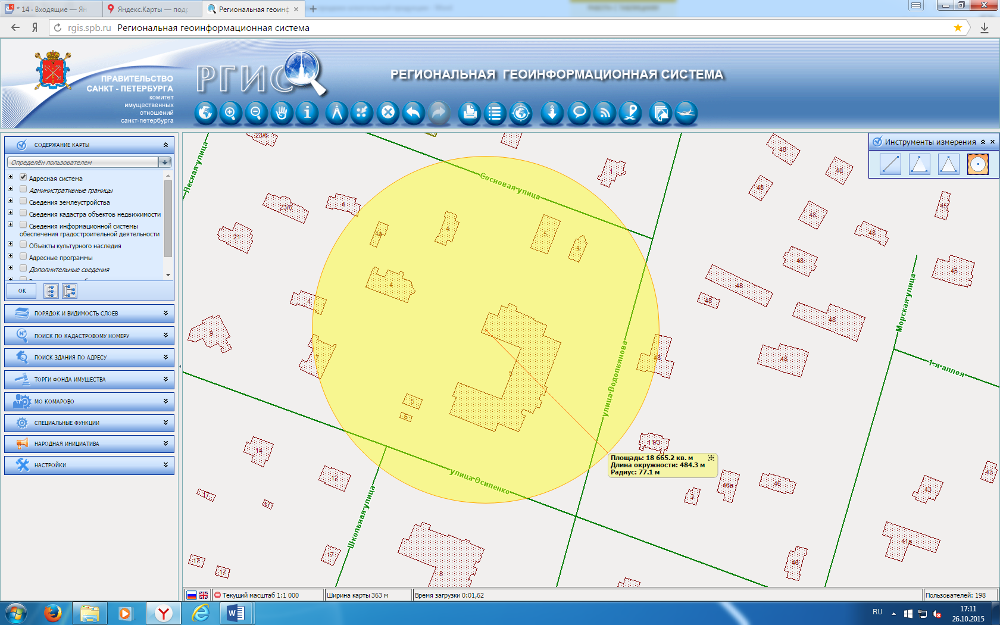 * 14 · Входящие — Ян
Яндекс.Карты — подр
Региональная геоинф
rgis.spb.ru Региональная геоинформационная система
ПРАВИТЕЛЬСТВО
САНКТ - ПЕТЕРБУРГА
комитет
имущественных
отношений
санкт-петербурга
РГИС
РЕГИОНАЛЬНАЯ ГЕОИНФОРМАЦИОННАЯ СИСТЕМА
СОДЕРЖАНИЕ КАРТЫ
Определён пользователем
Адресная система
Административные границы
Сведения землеустройства
Сведения кадастра объектов недвижимости
Сведения информационной системы
обеспечения градостроительной деятельности
Объекты культурного наследия
Адресные программы
Дополнительные сведения
ОК
ПОРЯДОК И ВИДИМОСТЬ СЛОЕВ
ПОИСК ПО КАДАСТРОВОМУ НОМЕРУ
ПОИСК ЗДАНИЯ ПО АДРЕСУ
ТОРГИ ФОНДА ИМУЩЕСТВА
МО КОМАРОВО
СПЕЦИАЛЬНЫЕ ФУНКЦИИ
НАРОДНАЯ ИНИЦИАТИВА
НАСТРОЙКИ
Инструменты измерения
23/6
Лесная улица
Сосновая улица
1
48
48
48
48
45
23/6
4
21
4а
4
5
5
48
48
45
4
4
48
48
48
Морская улица
9
7
5
48
48
1-я аллея
улица Водопьянова
5
5
14
11/3
Площадь: 18 665.2 кв. м
Длина окружности: 484.3 м
Радиус: 77.1 м
12
улица Осипенко
46а
46
43
43
17
17
3
Школьная улица
17
17
17
8
46
41а
Текущий масштаб 1:1 000
Ширина карты 363 м
Время загрузки 0:01,62
Пользователей: 198
RU
17:11
26.10.2015